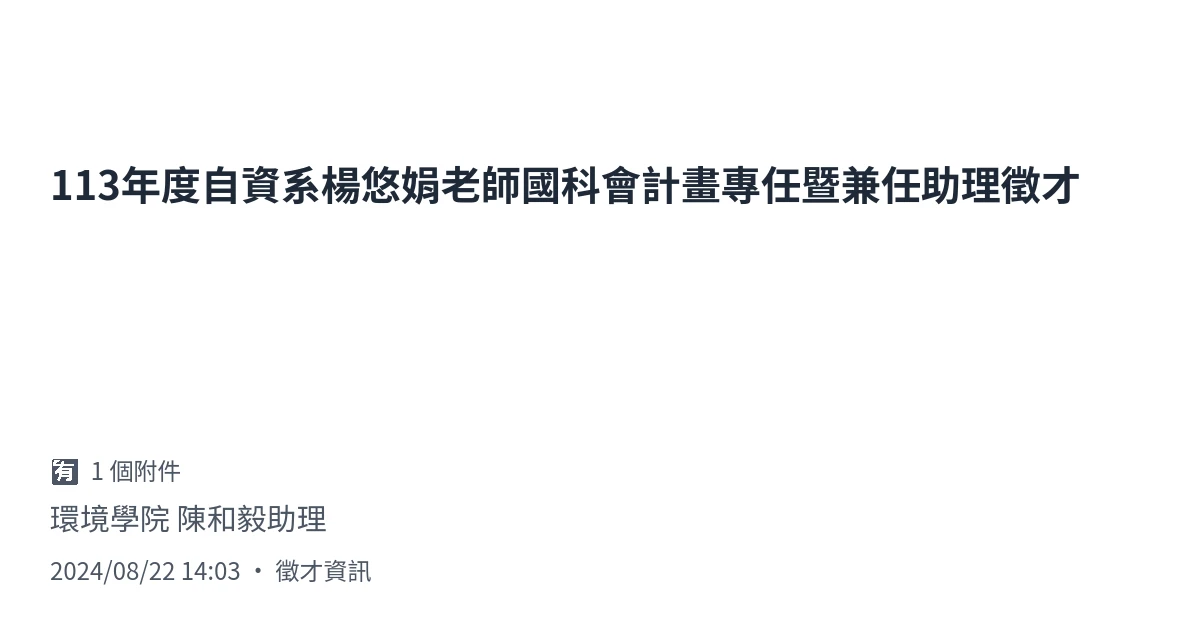 113年度自資系楊悠娟老師國科會計畫專任暨兼任助理徵才
有 1 個附件
環境學院 陳和毅助理
2024/08/22 14:03 • 徵才資訊